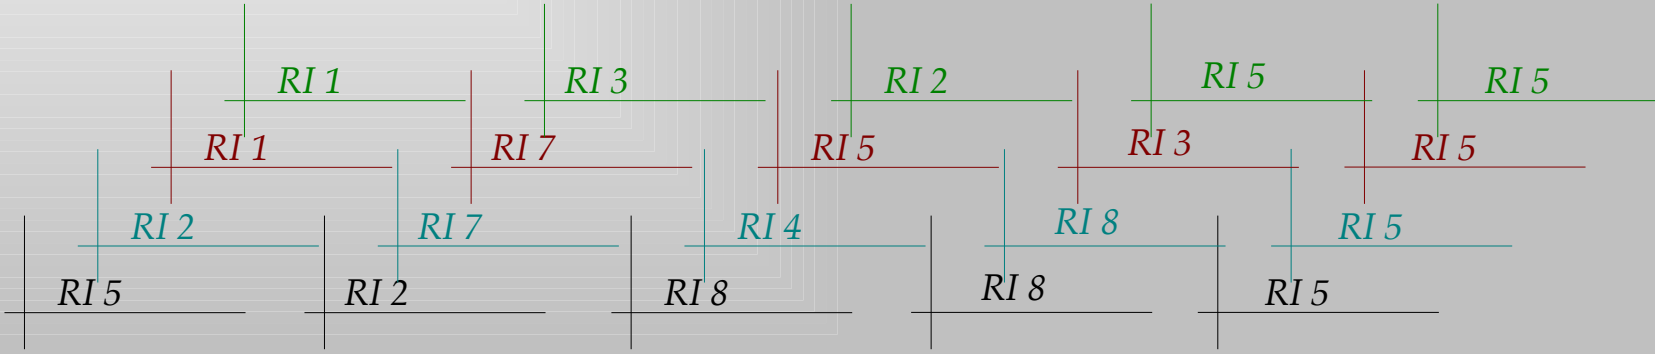 RI 1 RI 3 RI 2 RI 5 RI 5
RI 1 RI 7 RI 5 RI 3 RI 5
RI 2 RI 7 RI 4 RI 8 RI 5
RI 5 RI 2 RI 8 RI 8 RI 5